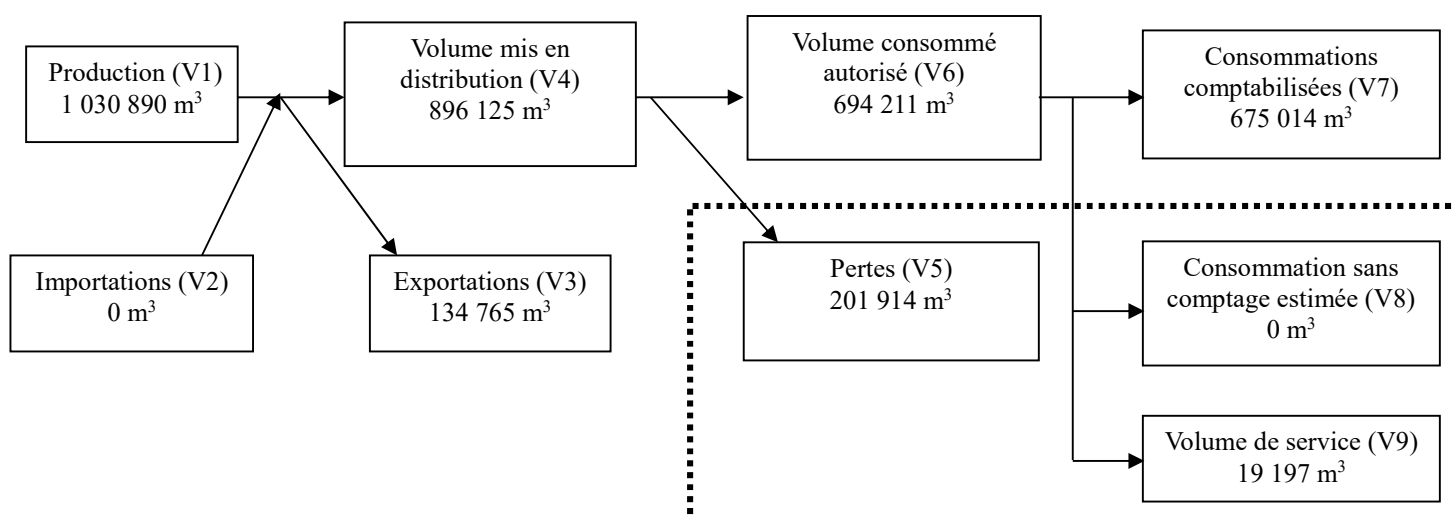 Production (V1)
1 030 890 m³
Volume mis en
distribution (V4)
896 125 m³
Volume consommé
autorisé (V6)
694 211 m³
Consommations
comptabilisées (V7)
675 014 m³
Importations (V2)
0 m³
Exportations (V3)
134 765 m³
Pertes (V5)
201 914 m³
Consommation sans
comptage estimée (V8)
0 m³
Volume de service (V9)
19 197 m³